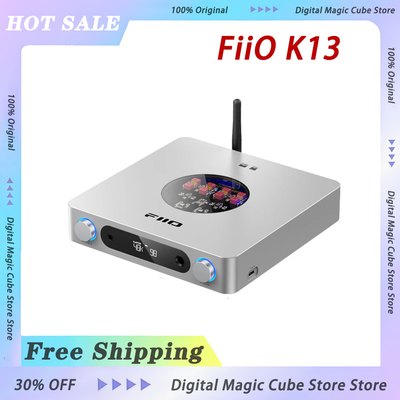 HOT SALE
100% Original
Digital Magic Cube Store
FiiO K13
100% Original
Digital Magic Cube Store Store
100% Original
Digital Magic Cube Store Store
FiiO
Free Shipping
30% OFF
Digital Magic Cube Store Store